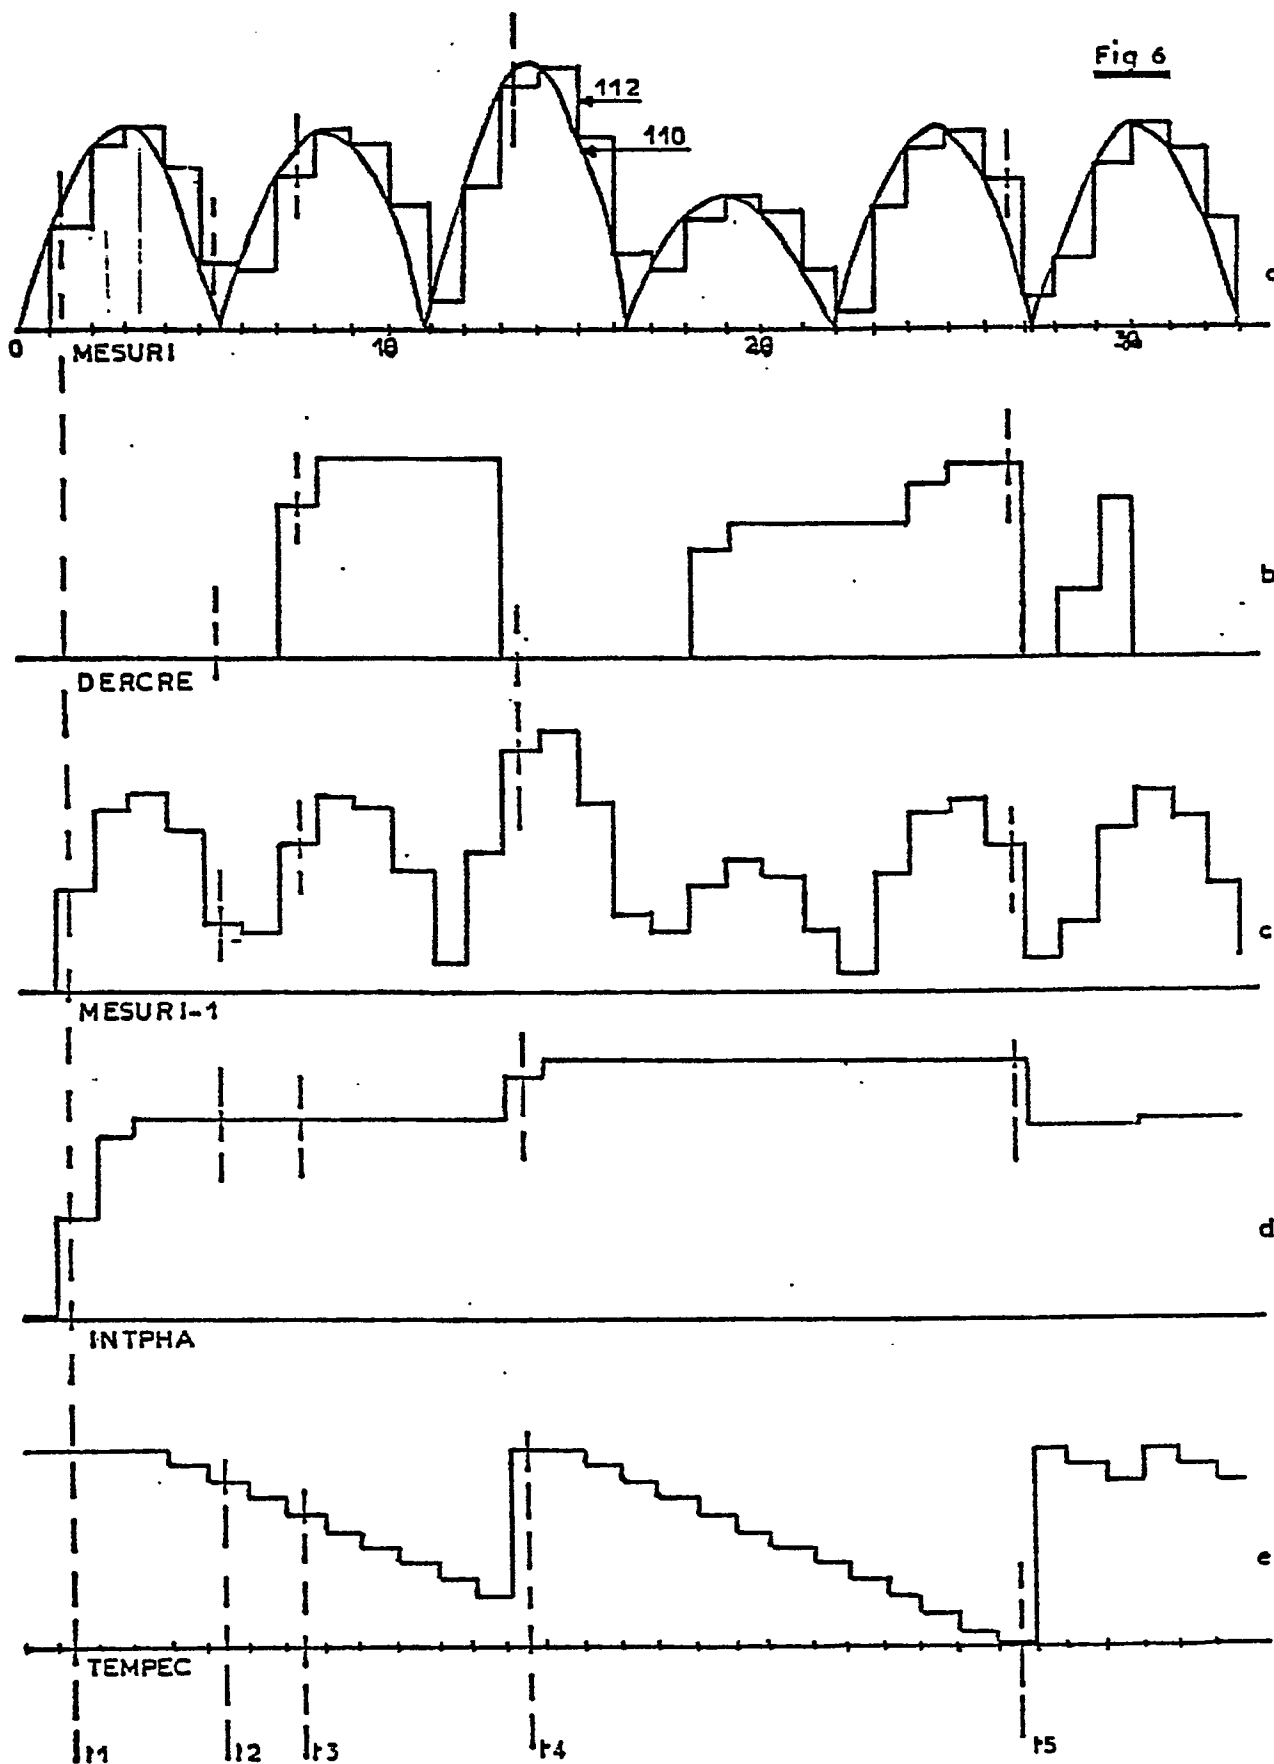 Fig 6
112
110
a
0 10 20 30
MESURI
b
DERCRE
c
MESURI-1
d
INTPHA
e
TEMPEC
t1 t2 t3 t4 t5